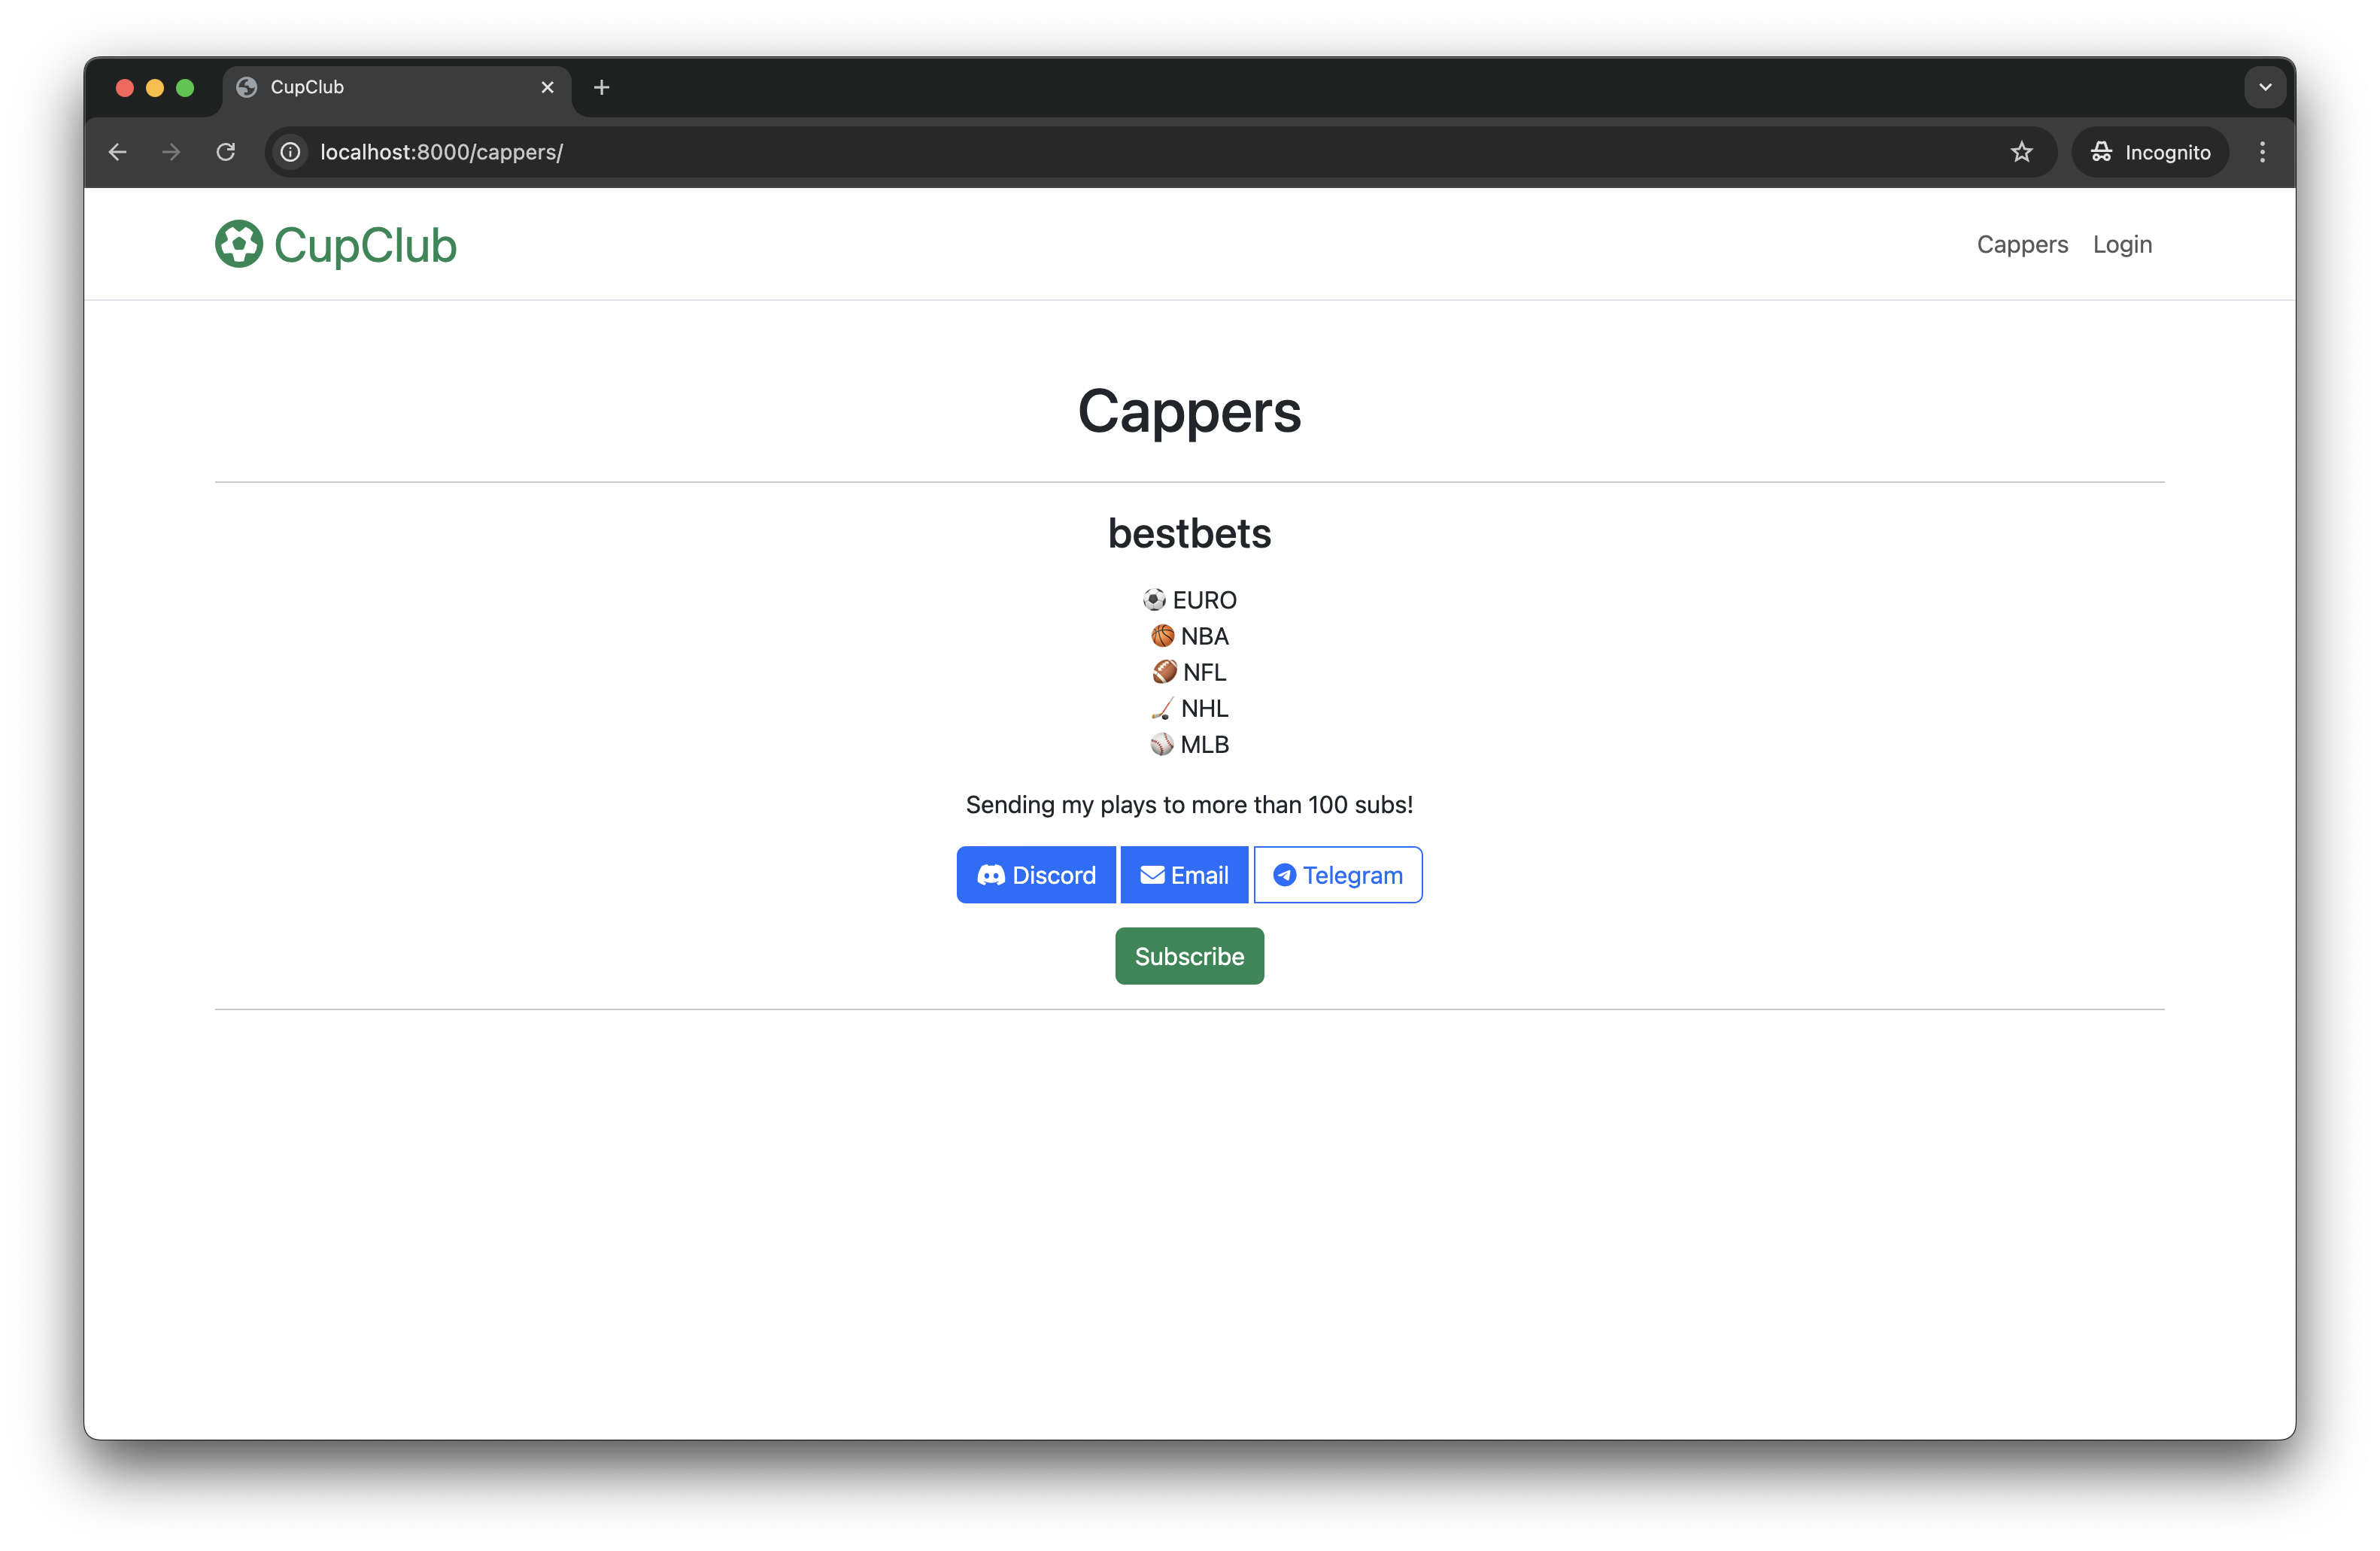 CupClub
localhost:8000/cappers/
Incognito
CupClub
Cappers Login
Cappers
bestbets
⚽ EURO
🏀 NBA
🏈 NFL
🏒 NHL
⚾ MLB
Sending my plays to more than 100 subs!
Discord Email Telegram
Subscribe